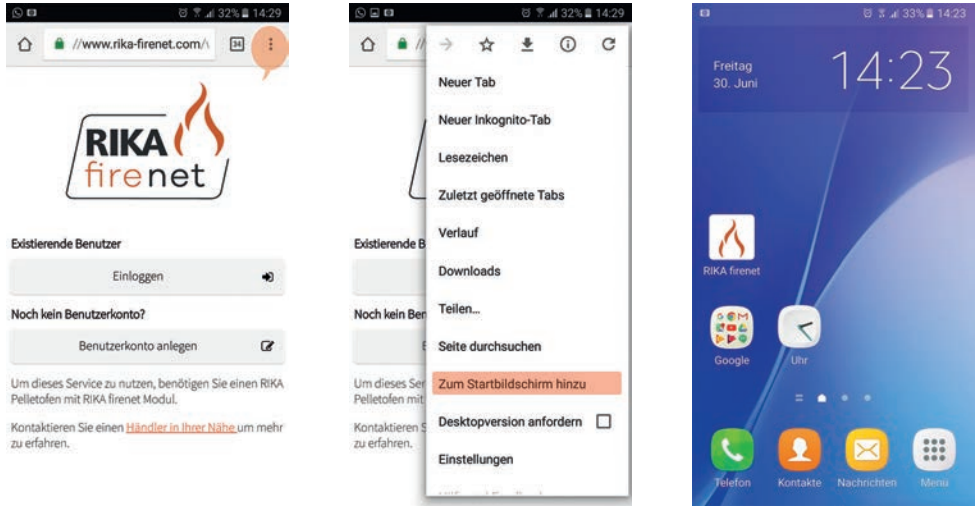 32% 14:29
//www.rika-firenet.com/
34
RIKA
firenet
Existierende Benutzer
Einloggen
Noch kein Benutzerkonto?
Benutzerkonto anlegen
Um dieses Service zu nutzen, benötigen Sie einen RIKA
Pelletofen mit RIKA firenet Modul.
Kontaktieren Sie einen Händler in Ihrer Nähe um mehr
zu erfahren.
32% 14:29
//
Existierende B
Noch kein Ben
Um dieses Ser
Pelletofen mit
Kontaktieren S
zu erfahren.
Neuer Tab
Neuer Inkognito-Tab
Lesezeichen
Zuletzt geöffnete Tabs
Verlauf
Downloads
Teilen...
Seite durchsuchen
Zum Startbildschirm hinzu
Desktopversion anfordern
Einstellungen
33% 14:23
Freitag
30. Juni
14:23
RIKA firenet
Google
Uhr
Telefon
Kontakte
Nachrichten
Menü